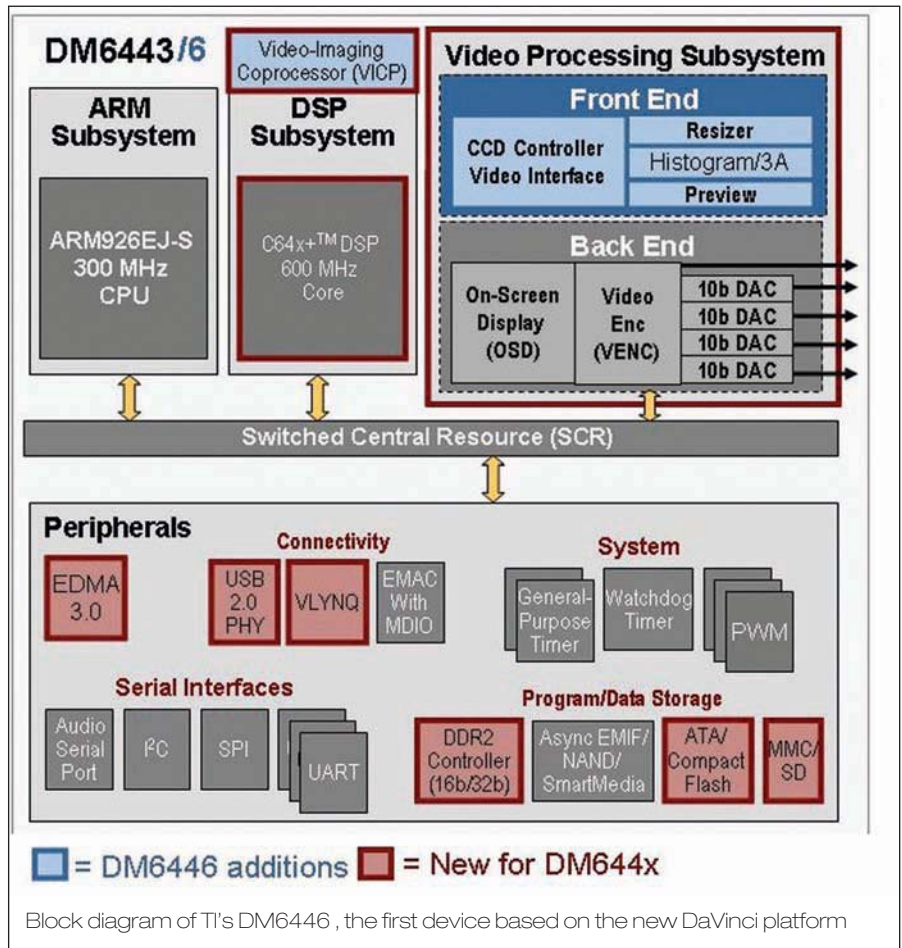 DM6443/6
Video-Imaging
Coprocessor (VICP)
ARM
Subsystem
ARM926EJ-S
300 MHz
CPU
DSP
Subsystem
C64x+™ DSP
600 MHz
Core
Video Processing Subsystem
Front End
CCD Controller
Video Interface
Resizer
Histogram/3A
Preview
Back End
On-Screen
Display
(OSD)
Video
Enc
(VENC)
10b DAC
10b DAC
10b DAC
10b DAC
Switched Central Resource (SCR)
Peripherals
EDMA
3.0
Connectivity
USB
2.0
PHY
VLYNQ
EMAC
With
MDIO
System
General-
Purpose
Timer
Watchdog
Timer
PWM
Serial Interfaces
Audio
Serial
Port
I²C
SPI
UART
Program/Data Storage
DDR2
Controller
(16b/32b)
Async EMIF/
NAND/
SmartMedia
ATA/
Compact
Flash
MMC/
SD
= DM6446 additions
= New for DM644x
Block diagram of TI's DM6446 , the first device based on the new DaVinci platform